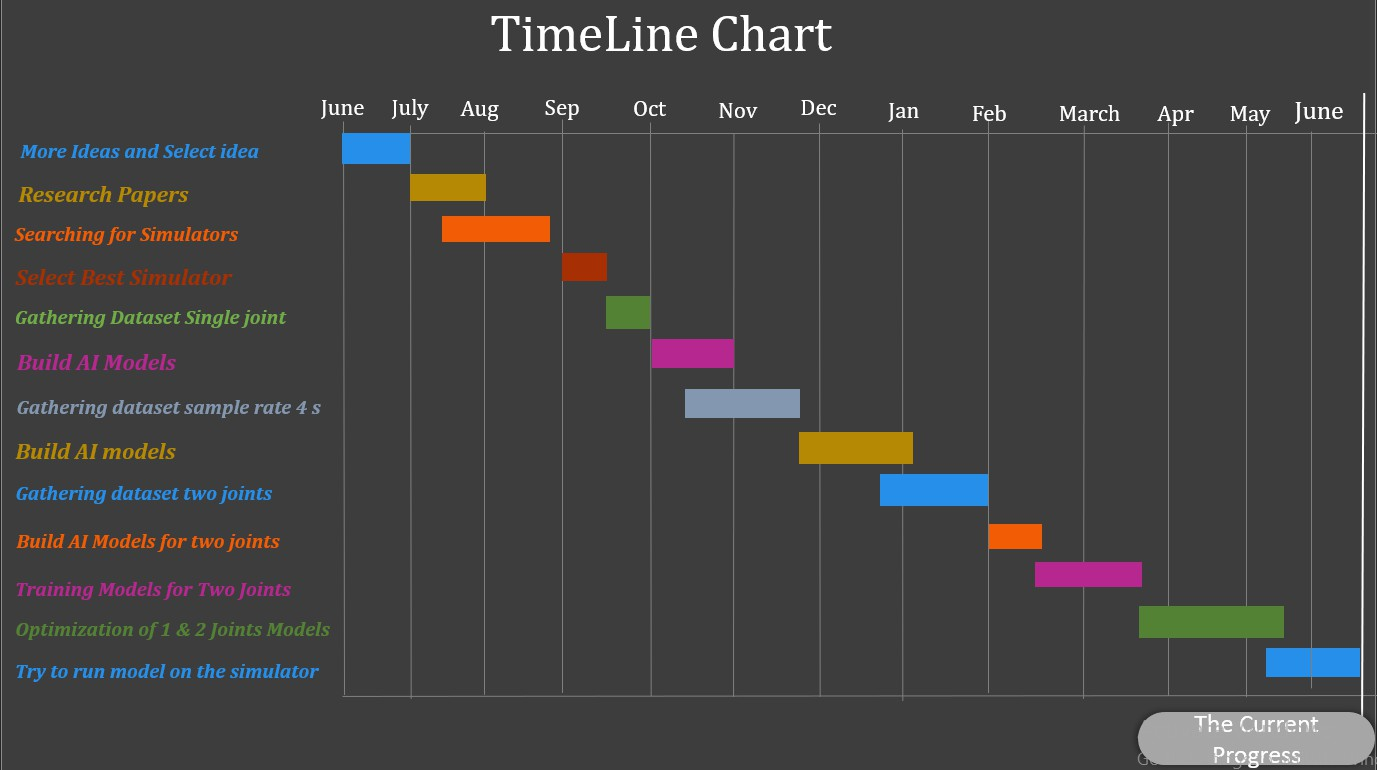 TimeLine Chart
June July Aug Sep Oct Nov Dec Jan Feb March Apr May June
More Ideas and Select idea
Research Papers
Searching for Simulators
Select Best Simulator
Gathering Dataset Single joint
Build AI Models
Gathering dataset sample rate 4 s
Build AI models
Gathering dataset two joints
Build AI Models for two joints
Training Models for Two Joints
Optimization of 1 & 2 Joints Models
Try to run model on the simulator
The Current
Progress